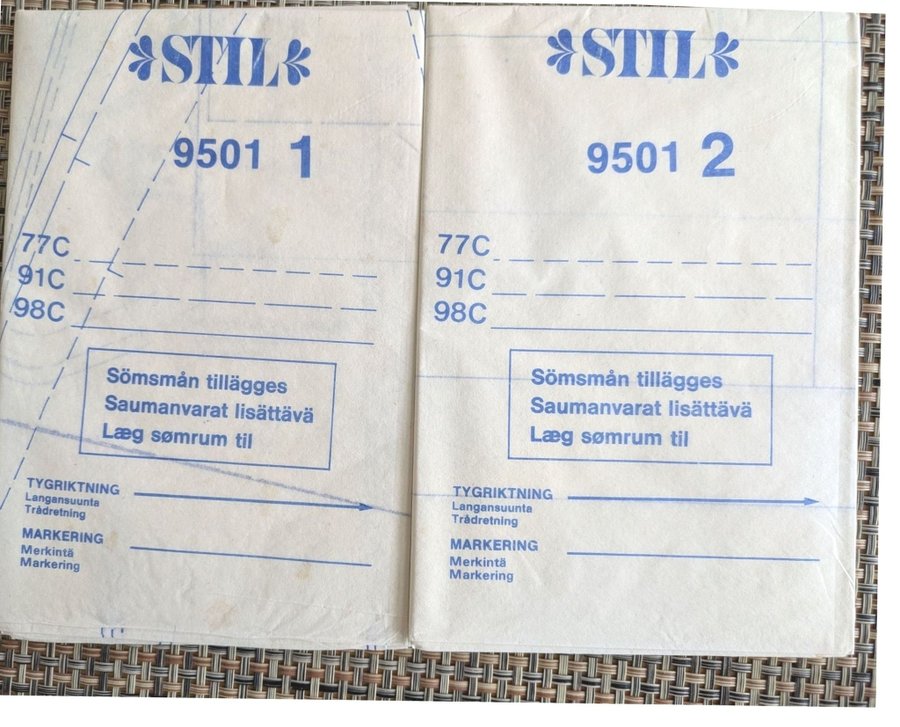 STIL
9501 1
77C
91C
98C
Sömsmån tillägges
Saumanvarat lisättävä
Læg sømrum til
TYGRIKTNING
Langansuunta
Trådretning
MARKERING
Merkintä
Markering
STIL
9501 2
77C
91C
98C
Sömsmån tillägges
Saumanvarat lisättävä
Læg sømrum til
TYGRIKTNING
Langansuunta
Trådretning
MARKERING
Merkintä
Markering